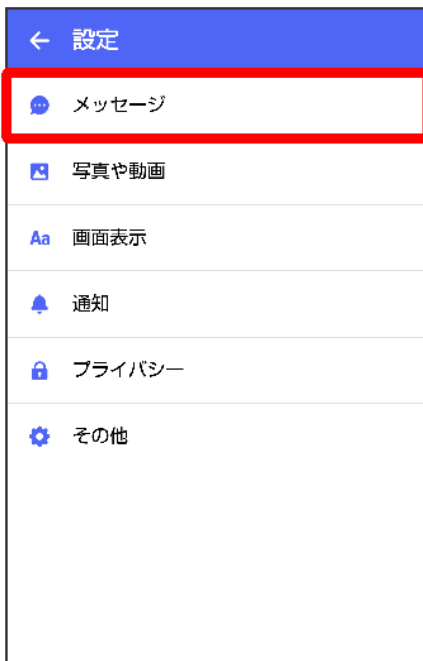 設定
メッセージ
写真や動画
Aa 画面表示
通知
プライバシー
その他